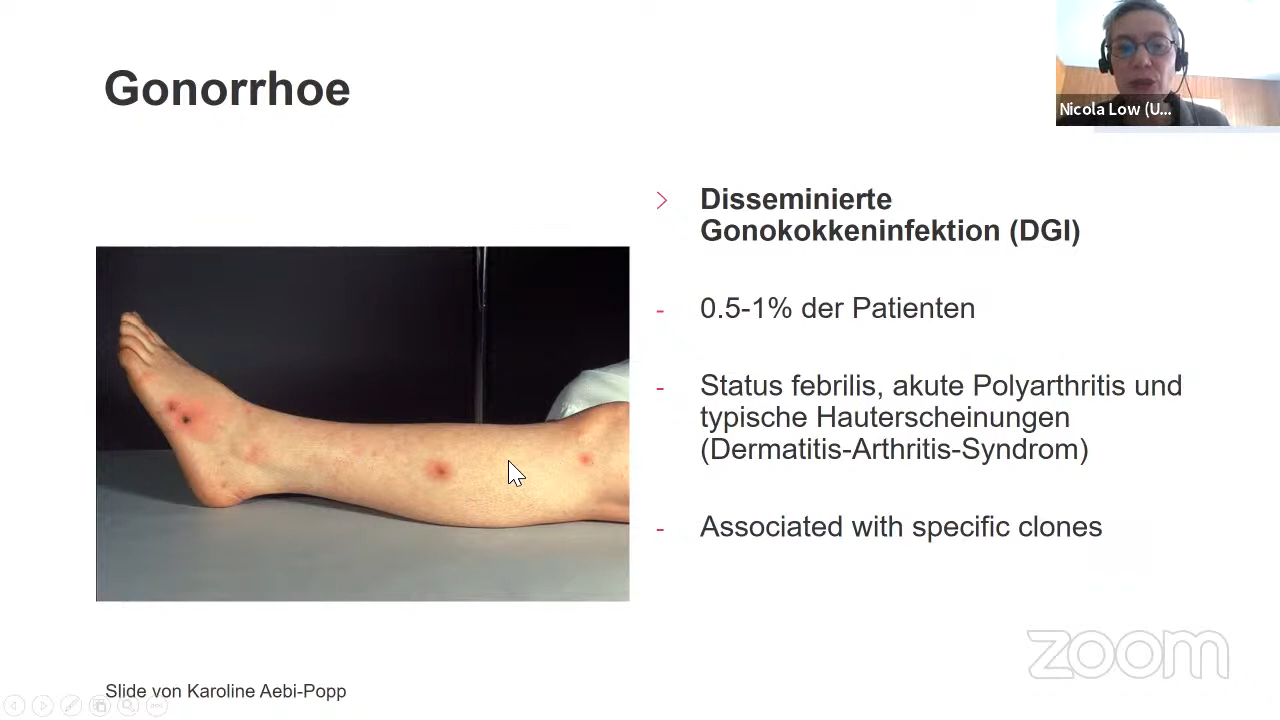 Gonorrhoe
Nicola Low (U...
Disseminierte
Gonokokkeninfektion (DGI)
- 0.5-1% der Patienten
- Status febrilis, akute Polyarthritis und
typische Hauterscheinungen
(Dermatitis-Arthritis-Syndrom)
- Associated with specific clones
zoom
Slide von Karoline Aebi-Popp